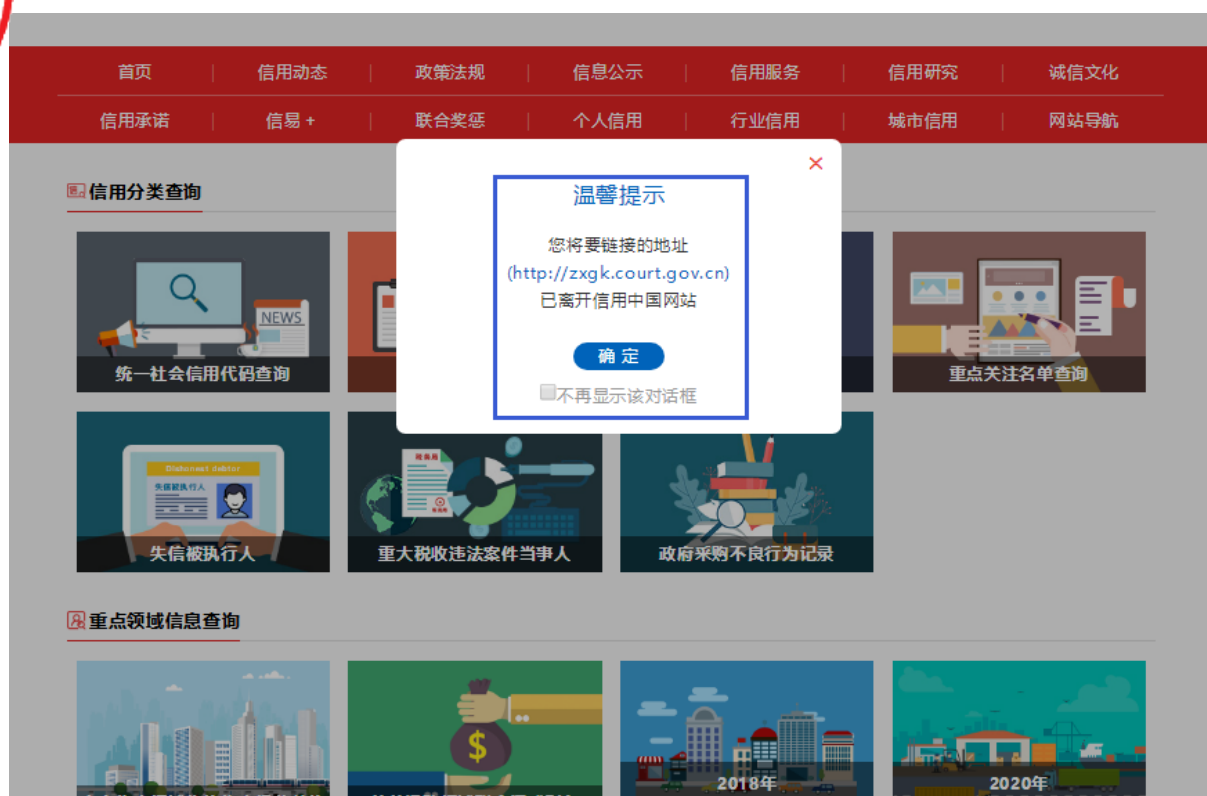 首页 信用动态 政策法规 信息公示 信用服务 信用研究 诚信文化
信用承诺 信易+ 联合奖惩 个人信用 行业信用 城市信用 网站导航
信用分类查询
温馨提示
您将要链接的地址
(http://zxgk.court.gov.cn)
已离开信用中国网站
确 定
不再显示该对话框
NEWS
统一社会信用代码查询
重点关注名单查询
Dishonest debtor
失信被执行人
失信被执行人
重大税收违法案件当事人
政府采购不良行为记录
重点领域信息查询
$
2018年
2020年